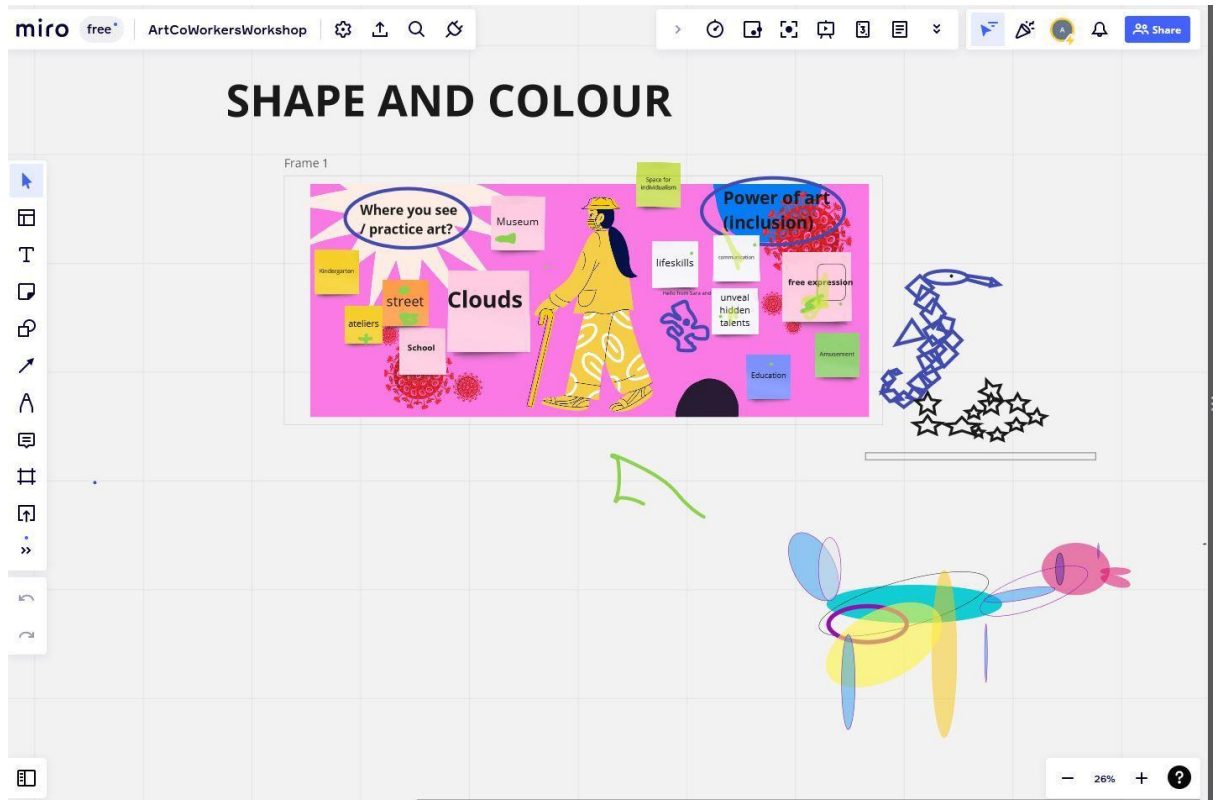 miro free ArtCoWorkersWorkshop
3
Share
SHAPE AND COLOUR
Frame 1
Where you see
/ practice art?
Museum
Kindergarten
street
ateliers
School
Clouds
Space for
individualism
Power of art
(inclusion)
lifeskills
communication
free expression
Hello from Sara and
unveal
hidden
talents
Amusement
Education
26%
?